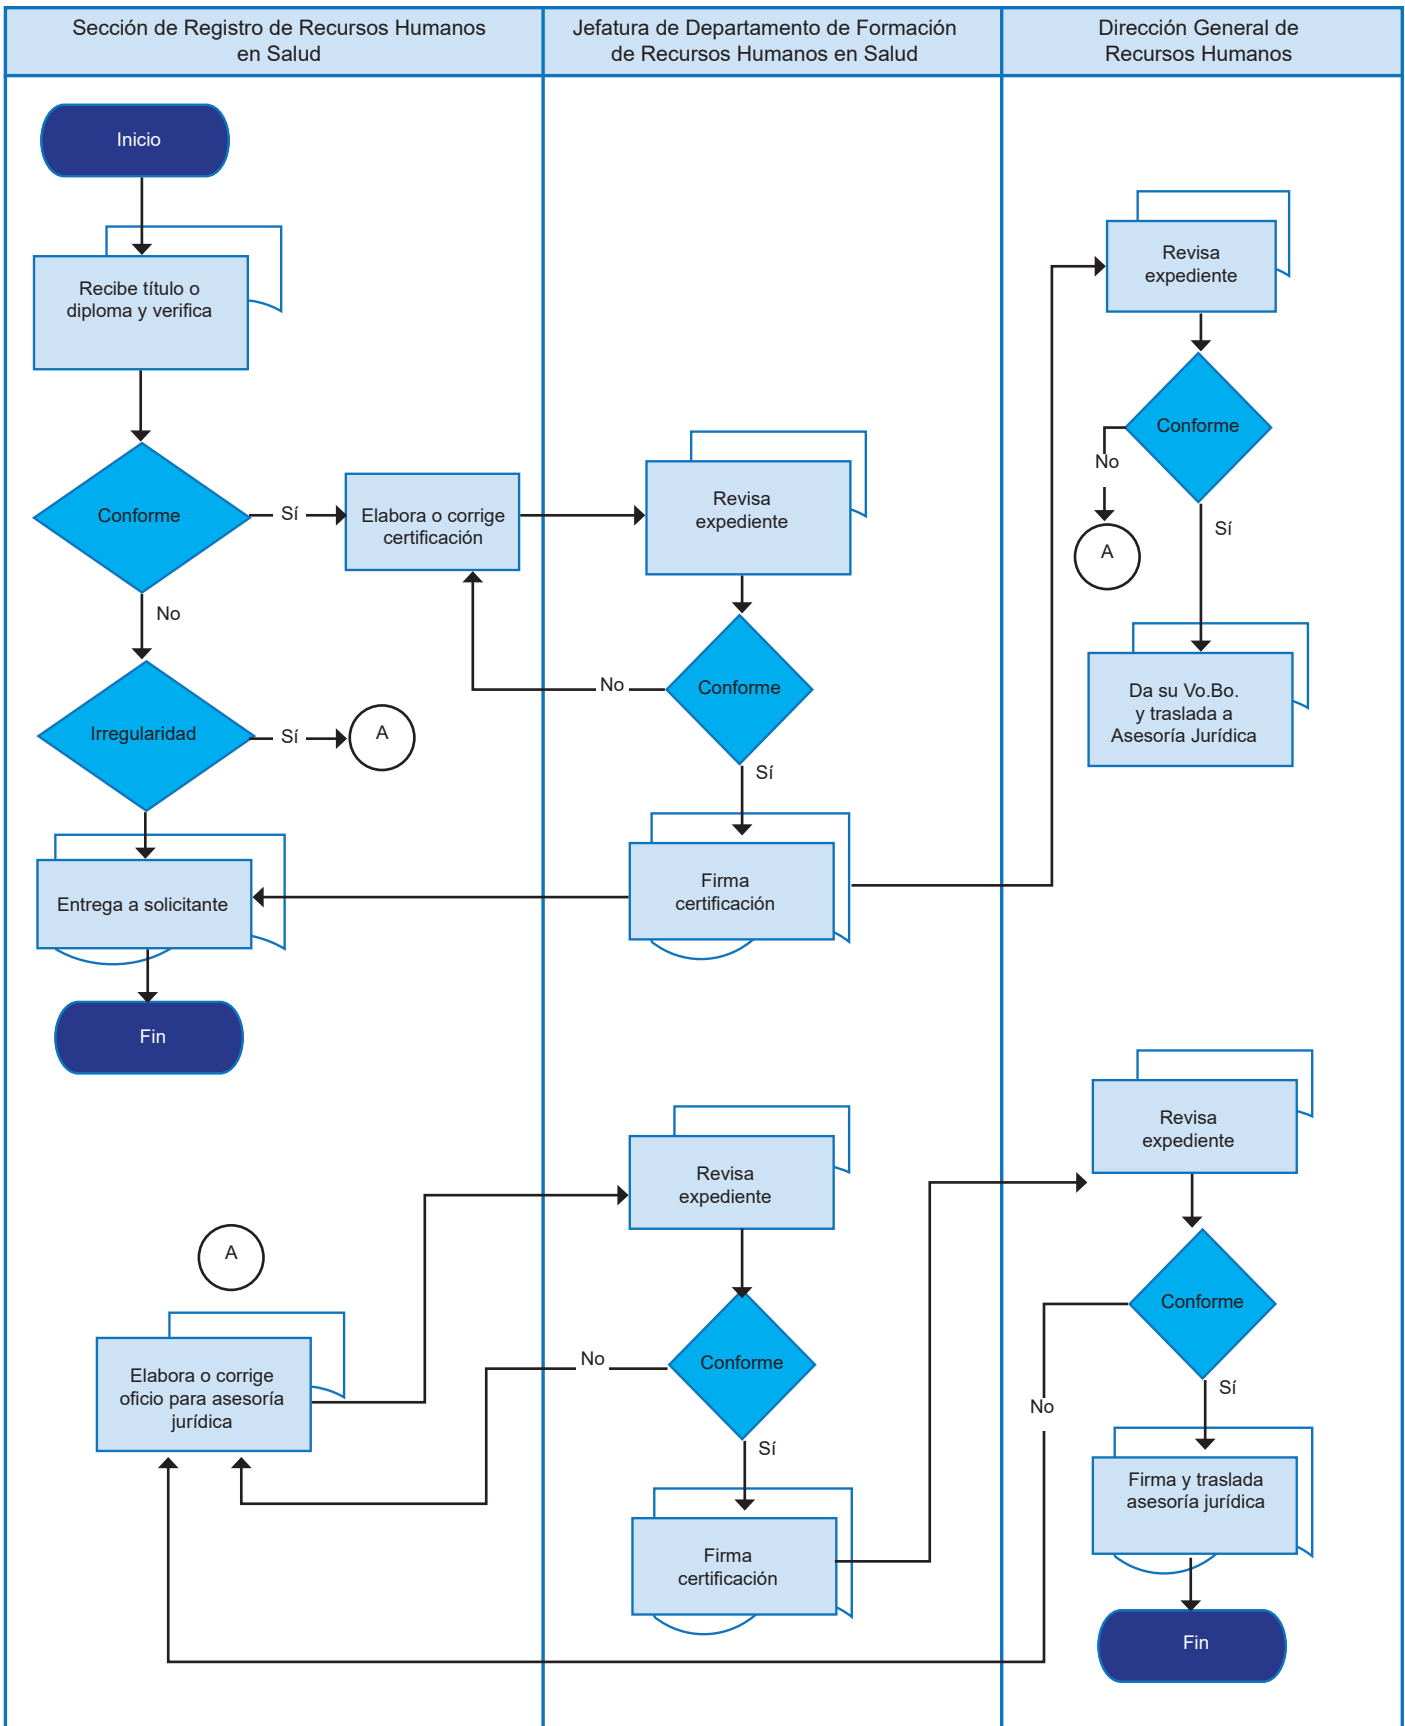 Sección de Registro de Recursos Humanos
en Salud
Jefatura de Departamento de Formación
de Recursos Humanos en Salud
Dirección General de
Recursos Humanos
Inicio
Recibe título o
diploma y verifica
Conforme
Sí
No
Elabora o corrige
certificación
Irregularidad
Sí
A
Entrega a solicitante
Fin
Revisa
expediente
Conforme
No
Sí
Firma
certificación
Revisa
expediente
Conforme
No
A
Sí
Da su Vo.Bo.
y traslada a
Asesoría Jurídica
A
Elabora o corrige
oficio para asesoría
jurídica
Revisa
expediente
Conforme
No
Sí
Firma
certificación
Revisa
expediente
Conforme
No
Sí
Firma y traslada
asesoría jurídica
Fin